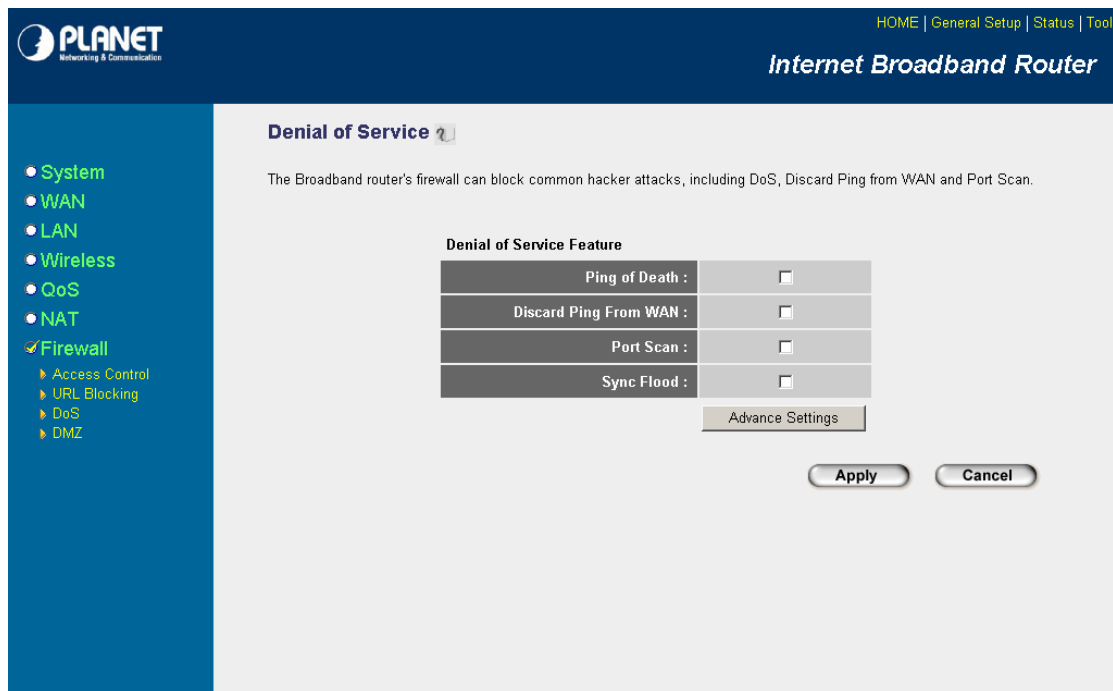 PLANET
Networking & Communication
HOME | General Setup | Status | Tool
Internet Broadband Router
System
WAN
LAN
Wireless
QoS
NAT
Firewall
Access Control
URL Blocking
DoS
DMZ
Denial of Service
The Broadband router's firewall can block common hacker attacks, including DoS, Discard Ping from WAN and Port Scan.
Denial of Service Feature
Ping of Death :
Discard Ping From WAN :
Port Scan :
Sync Flood :
Advance Settings
Apply
Cancel